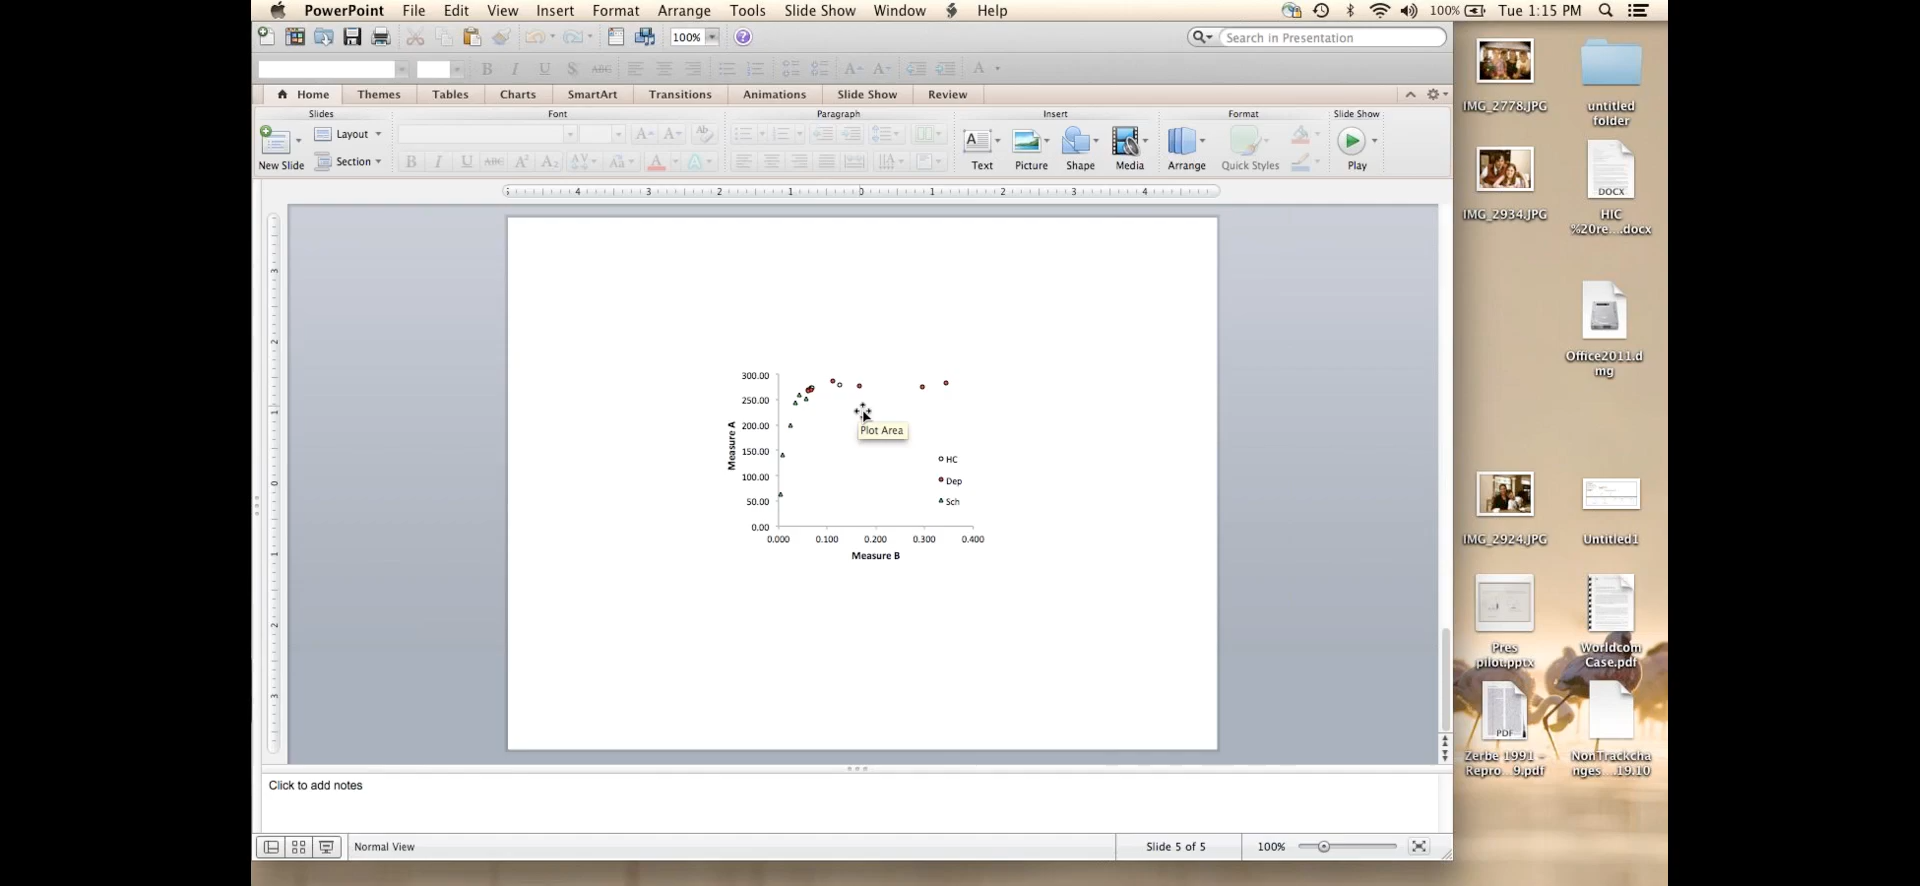 PowerPoint File Edit View Insert Format Arrange Tools Slide Show Window Help 100% Tue 1:15 PM
100% Search in Presentation
Home Themes Tables Charts SmartArt Transitions Animations Slide Show Review
Slides Font Paragraph Insert Format Slide Show
Layout
New Slide Section Text Picture Shape Media Arrange Quick Styles Play
300.00
250.00
200.00
150.00
100.00
50.00
0.00
Measure A
0.000 0.100 0.200 0.300 0.400
Measure B
Plot Area
HC
Dep
Sch
Click to add notes
Normal View Slide 5 of 5 100%
IMG_2778.JPG
untitled
folder
DOCX
IMG_2934.JPG
HIC
%20re....docx
Office2011.d
mg
IMG_2924.JPG
Untitled1
Pres
pilot.pptx
Worldcom
Case.pdf
PDF
Zerbe 1991 –
Repro...9.pdf
NonTrackcha
nges....19.10